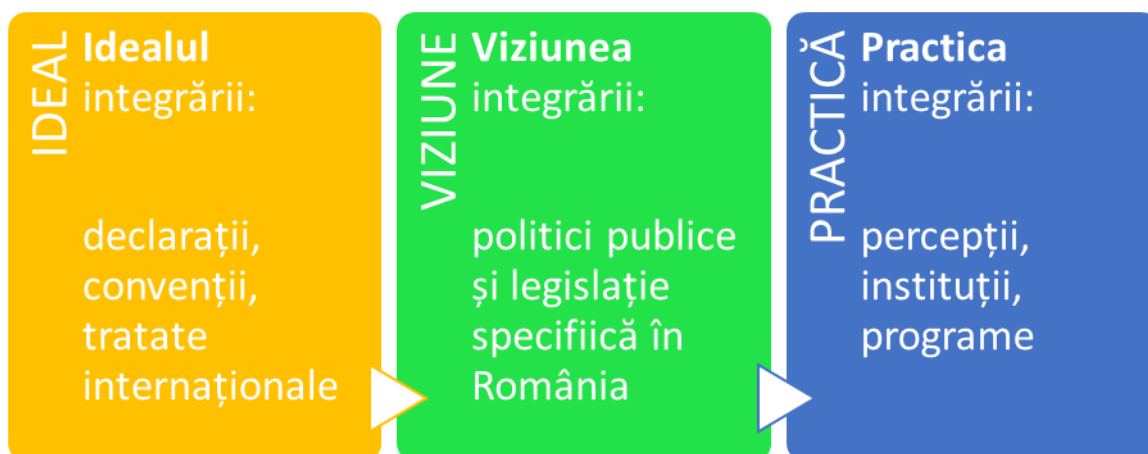 IDEAL
Idealul
integrării:
declarații,
convenții,
tratate
internaționale
VIZIUNE
Viziunea
integrării:
politici publice
și legislație
specifiică în
România
PRACTICĂ
Practica
integrării:
percepții,
instituții,
programe